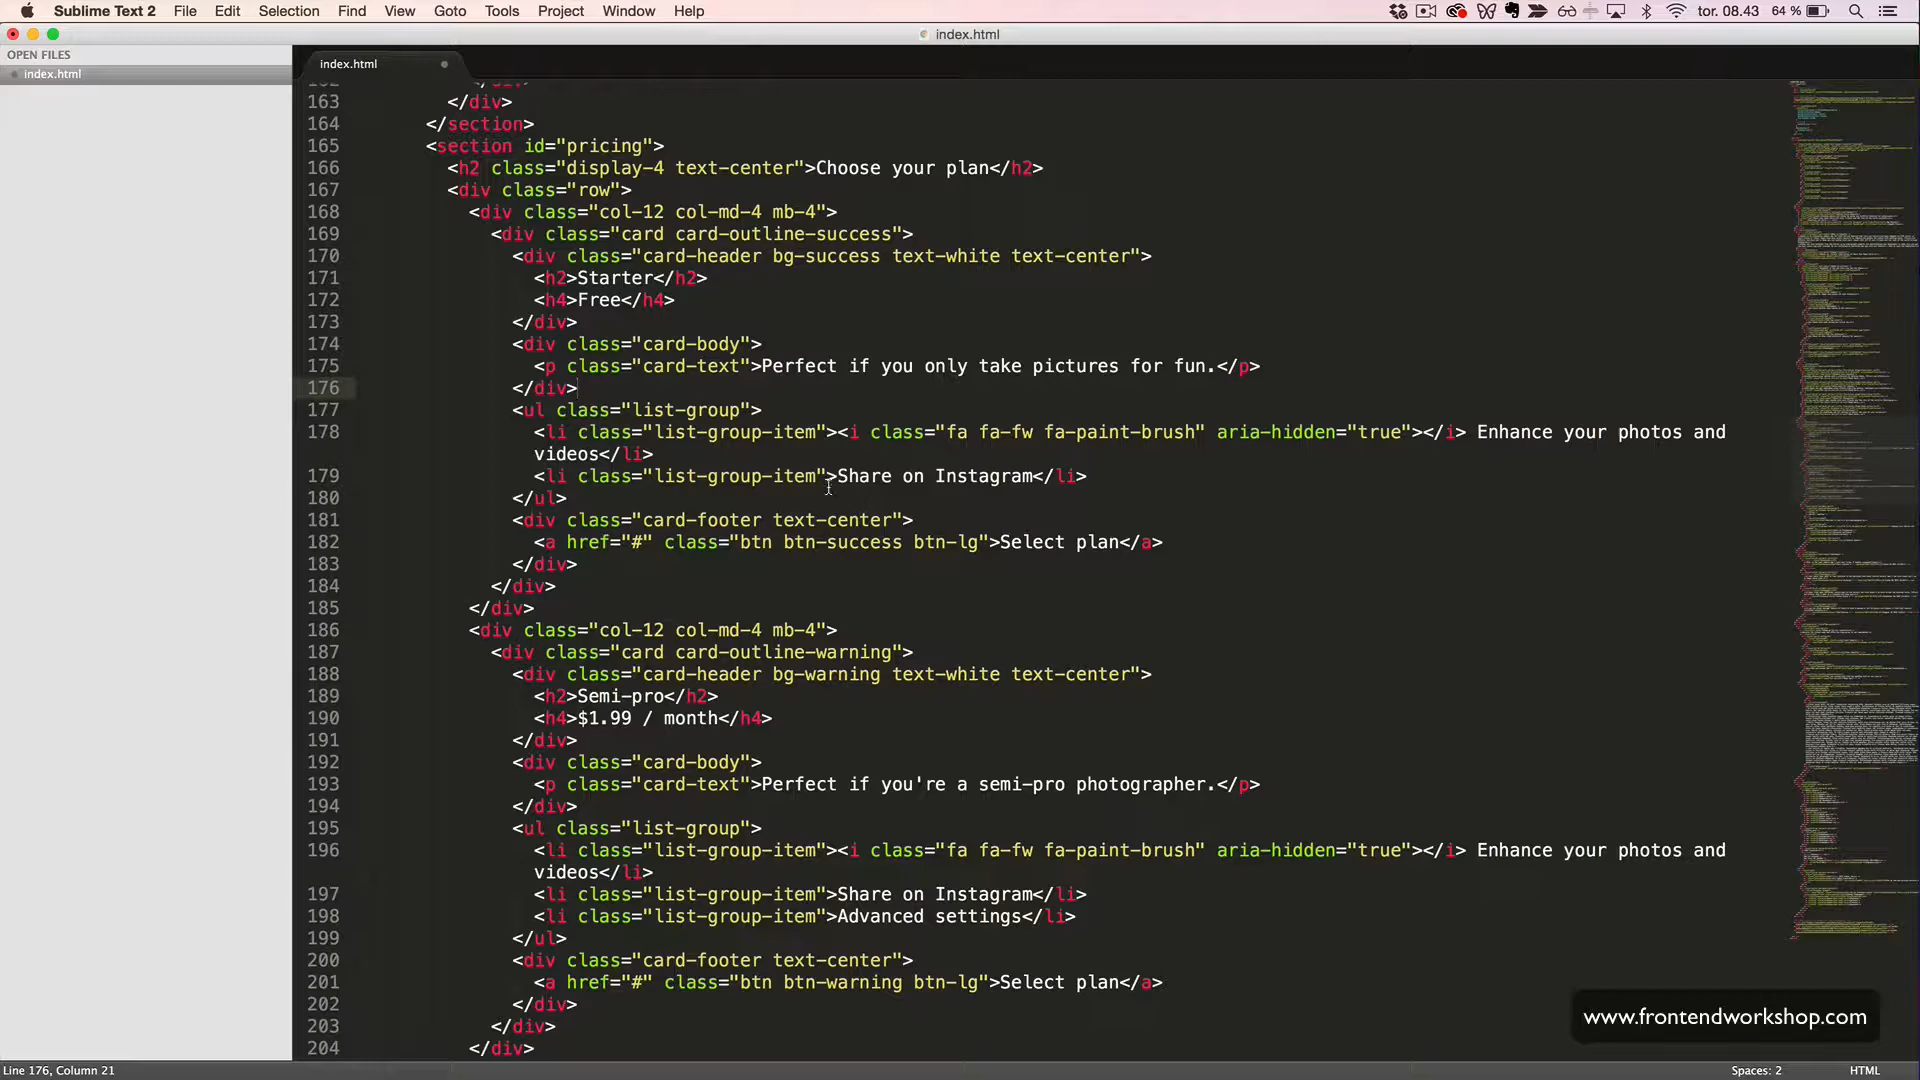 Sublime Text 2 File Edit Selection Find View Goto Tools Project Window Help tor. 08.43 64 %
index.html
OPEN FILES
index.html
index.html
163 </div>
164 </section>
165 <section id="pricing">
166 <h2 class="display-4 text-center">Choose your plan</h2>
167 <div class="row">
168 <div class="col-12 col-md-4 mb-4">
169 <div class="card card-outline-success">
170 <div class="card-header bg-success text-white text-center">
171 <h2>Starter</h2>
172 <h4>Free</h4>
173 </div>
174 <div class="card-body">
175 <p class="card-text">Perfect if you only take pictures for fun.</p>
176 </div>
177 <ul class="list-group">
178 <li class="list-group-item"><i class="fa fa-fw fa-paint-brush" aria-hidden="true"></i> Enhance your photos and
videos</li>
179 <li class="list-group-item">Share on Instagram</li>
180 </ul>
181 <div class="card-footer text-center">
182 <a href="#" class="btn btn-success btn-lg">Select plan</a>
183 </div>
184 </div>
185 </div>
186 <div class="col-12 col-md-4 mb-4">
187 <div class="card card-outline-warning">
188 <div class="card-header bg-warning text-white text-center">
189 <h2>Semi-pro</h2>
190 <h4>$1.99 / month</h4>
191 </div>
192 <div class="card-body">
193 <p class="card-text">Perfect if you're a semi-pro photographer.</p>
194 </div>
195 <ul class="list-group">
196 <li class="list-group-item"><i class="fa fa-fw fa-paint-brush" aria-hidden="true"></i> Enhance your photos and
videos</li>
197 <li class="list-group-item">Share on Instagram</li>
198 <li class="list-group-item">Advanced settings</li>
199 </ul>
200 <div class="card-footer text-center">
201 <a href="#" class="btn btn-warning btn-lg">Select plan</a>
202 </div>
203 </div>
204 </div>
www.frontendworkshop.com
Line 176, Column 21 Spaces: 2 HTML